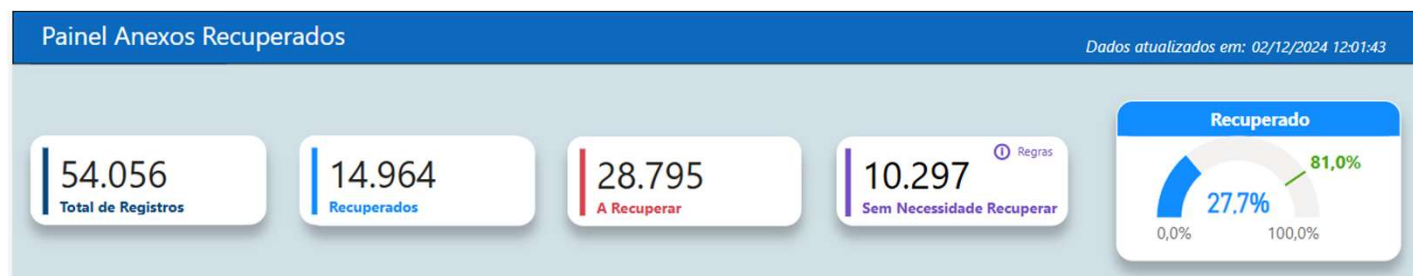 Painel Anexos Recuperados
Dados atualizados em: 02/12/2024 12:01:43
54.056
Total de Registros
14.964
Recuperados
28.795
A Recuperar
Regras
10.297
Sem Necessidade Recuperar
Recuperado
81,0%
27,7%
0,0%
100,0%